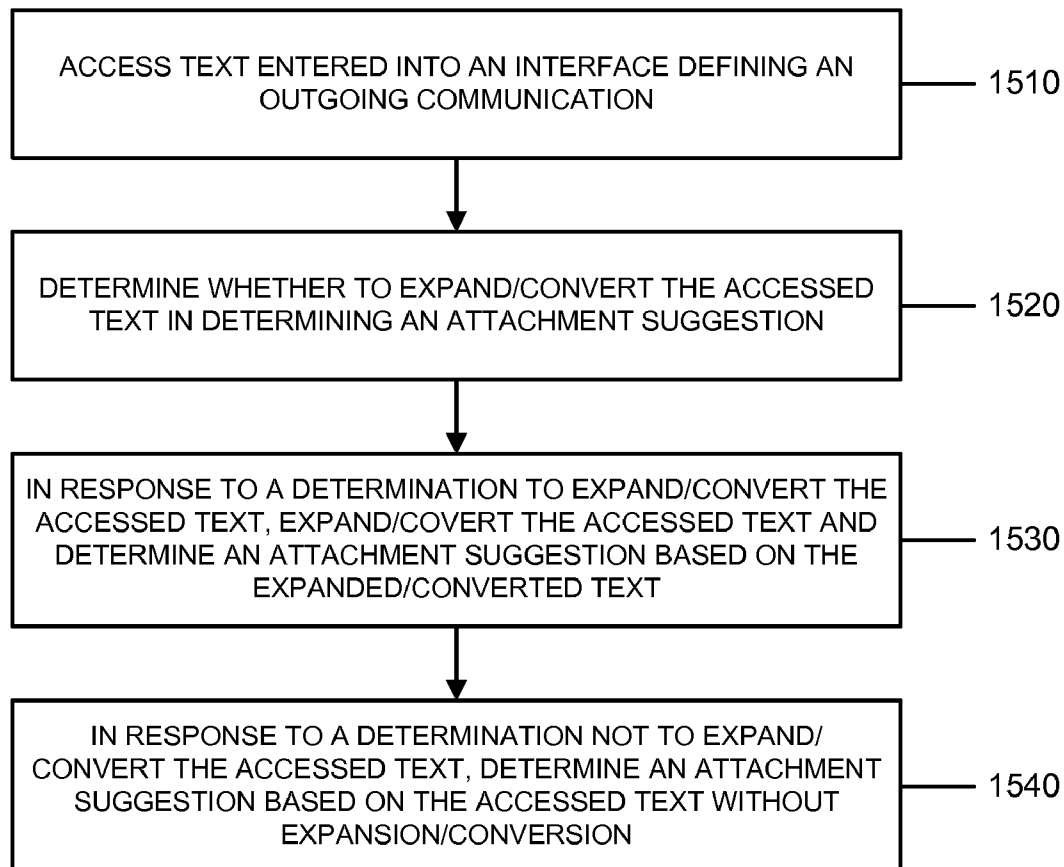 ACCESS TEXT ENTERED INTO AN INTERFACE DEFINING AN
OUTGOING COMMUNICATION
1510
DETERMINE WHETHER TO EXPAND/CONVERT THE ACCESSED
TEXT IN DETERMINING AN ATTACHMENT SUGGESTION
1520
IN RESPONSE TO A DETERMINATION TO EXPAND/CONVERT THE
ACCESSED TEXT, EXPAND/COVERT THE ACCESSED TEXT AND
DETERMINE AN ATTACHMENT SUGGESTION BASED ON THE
EXPANDED/CONVERTED TEXT
1530
IN RESPONSE TO A DETERMINATION NOT TO EXPAND/
CONVERT THE ACCESSED TEXT, DETERMINE AN ATTACHMENT
SUGGESTION BASED ON THE ACCESSED TEXT WITHOUT
EXPANSION/CONVERSION
1540